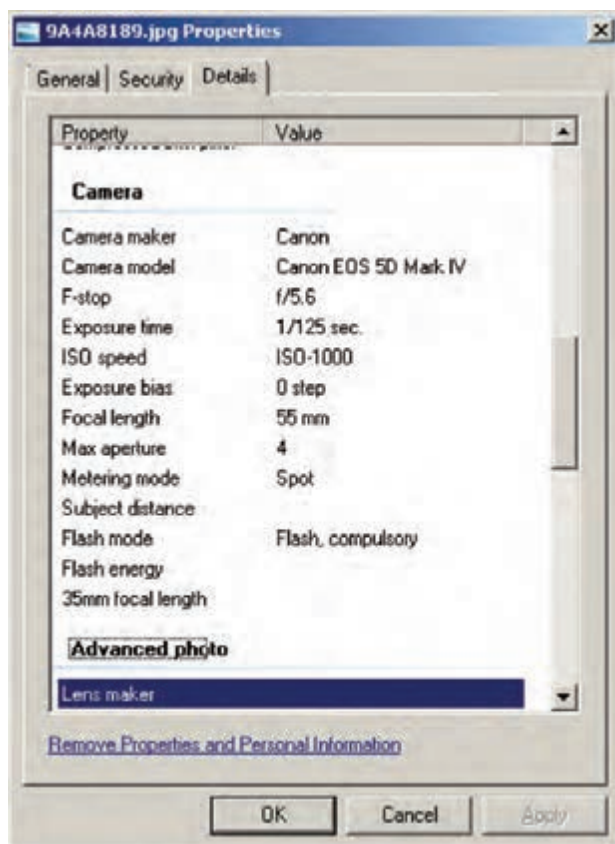 9A4A8189.jpg Properties
General Security Details
Property Value
Camera
Camera maker Canon
Camera model Canon EOS 5D Mark IV
F-stop f/5.6
Exposure time 1/125 sec.
ISO speed ISO-1000
Exposure bias 0 step
Focal length 55 mm
Max aperture 4
Metering mode Spot
Subject distance
Flash mode Flash, compulsory
Flash energy
35mm focal length
Advanced photo
Lens maker
Remove Properties and Personal Information
OK Cancel Apply